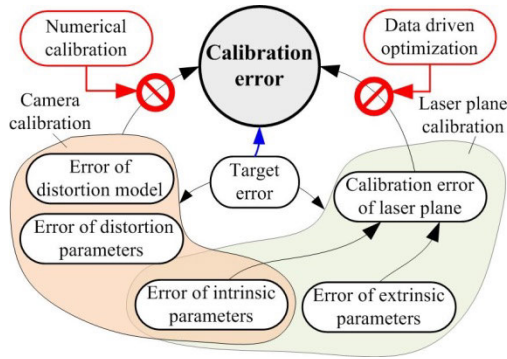 Numerical
calibration
Calibration
error
Data driven
optimization
Camera
calibration
Laser plane
calibration
Error of
distortion model
Target
error
Calibration error
of laser plane
Error of distortion
parameters
Error of intrinsic
parameters
Error of extrinsic
parameters